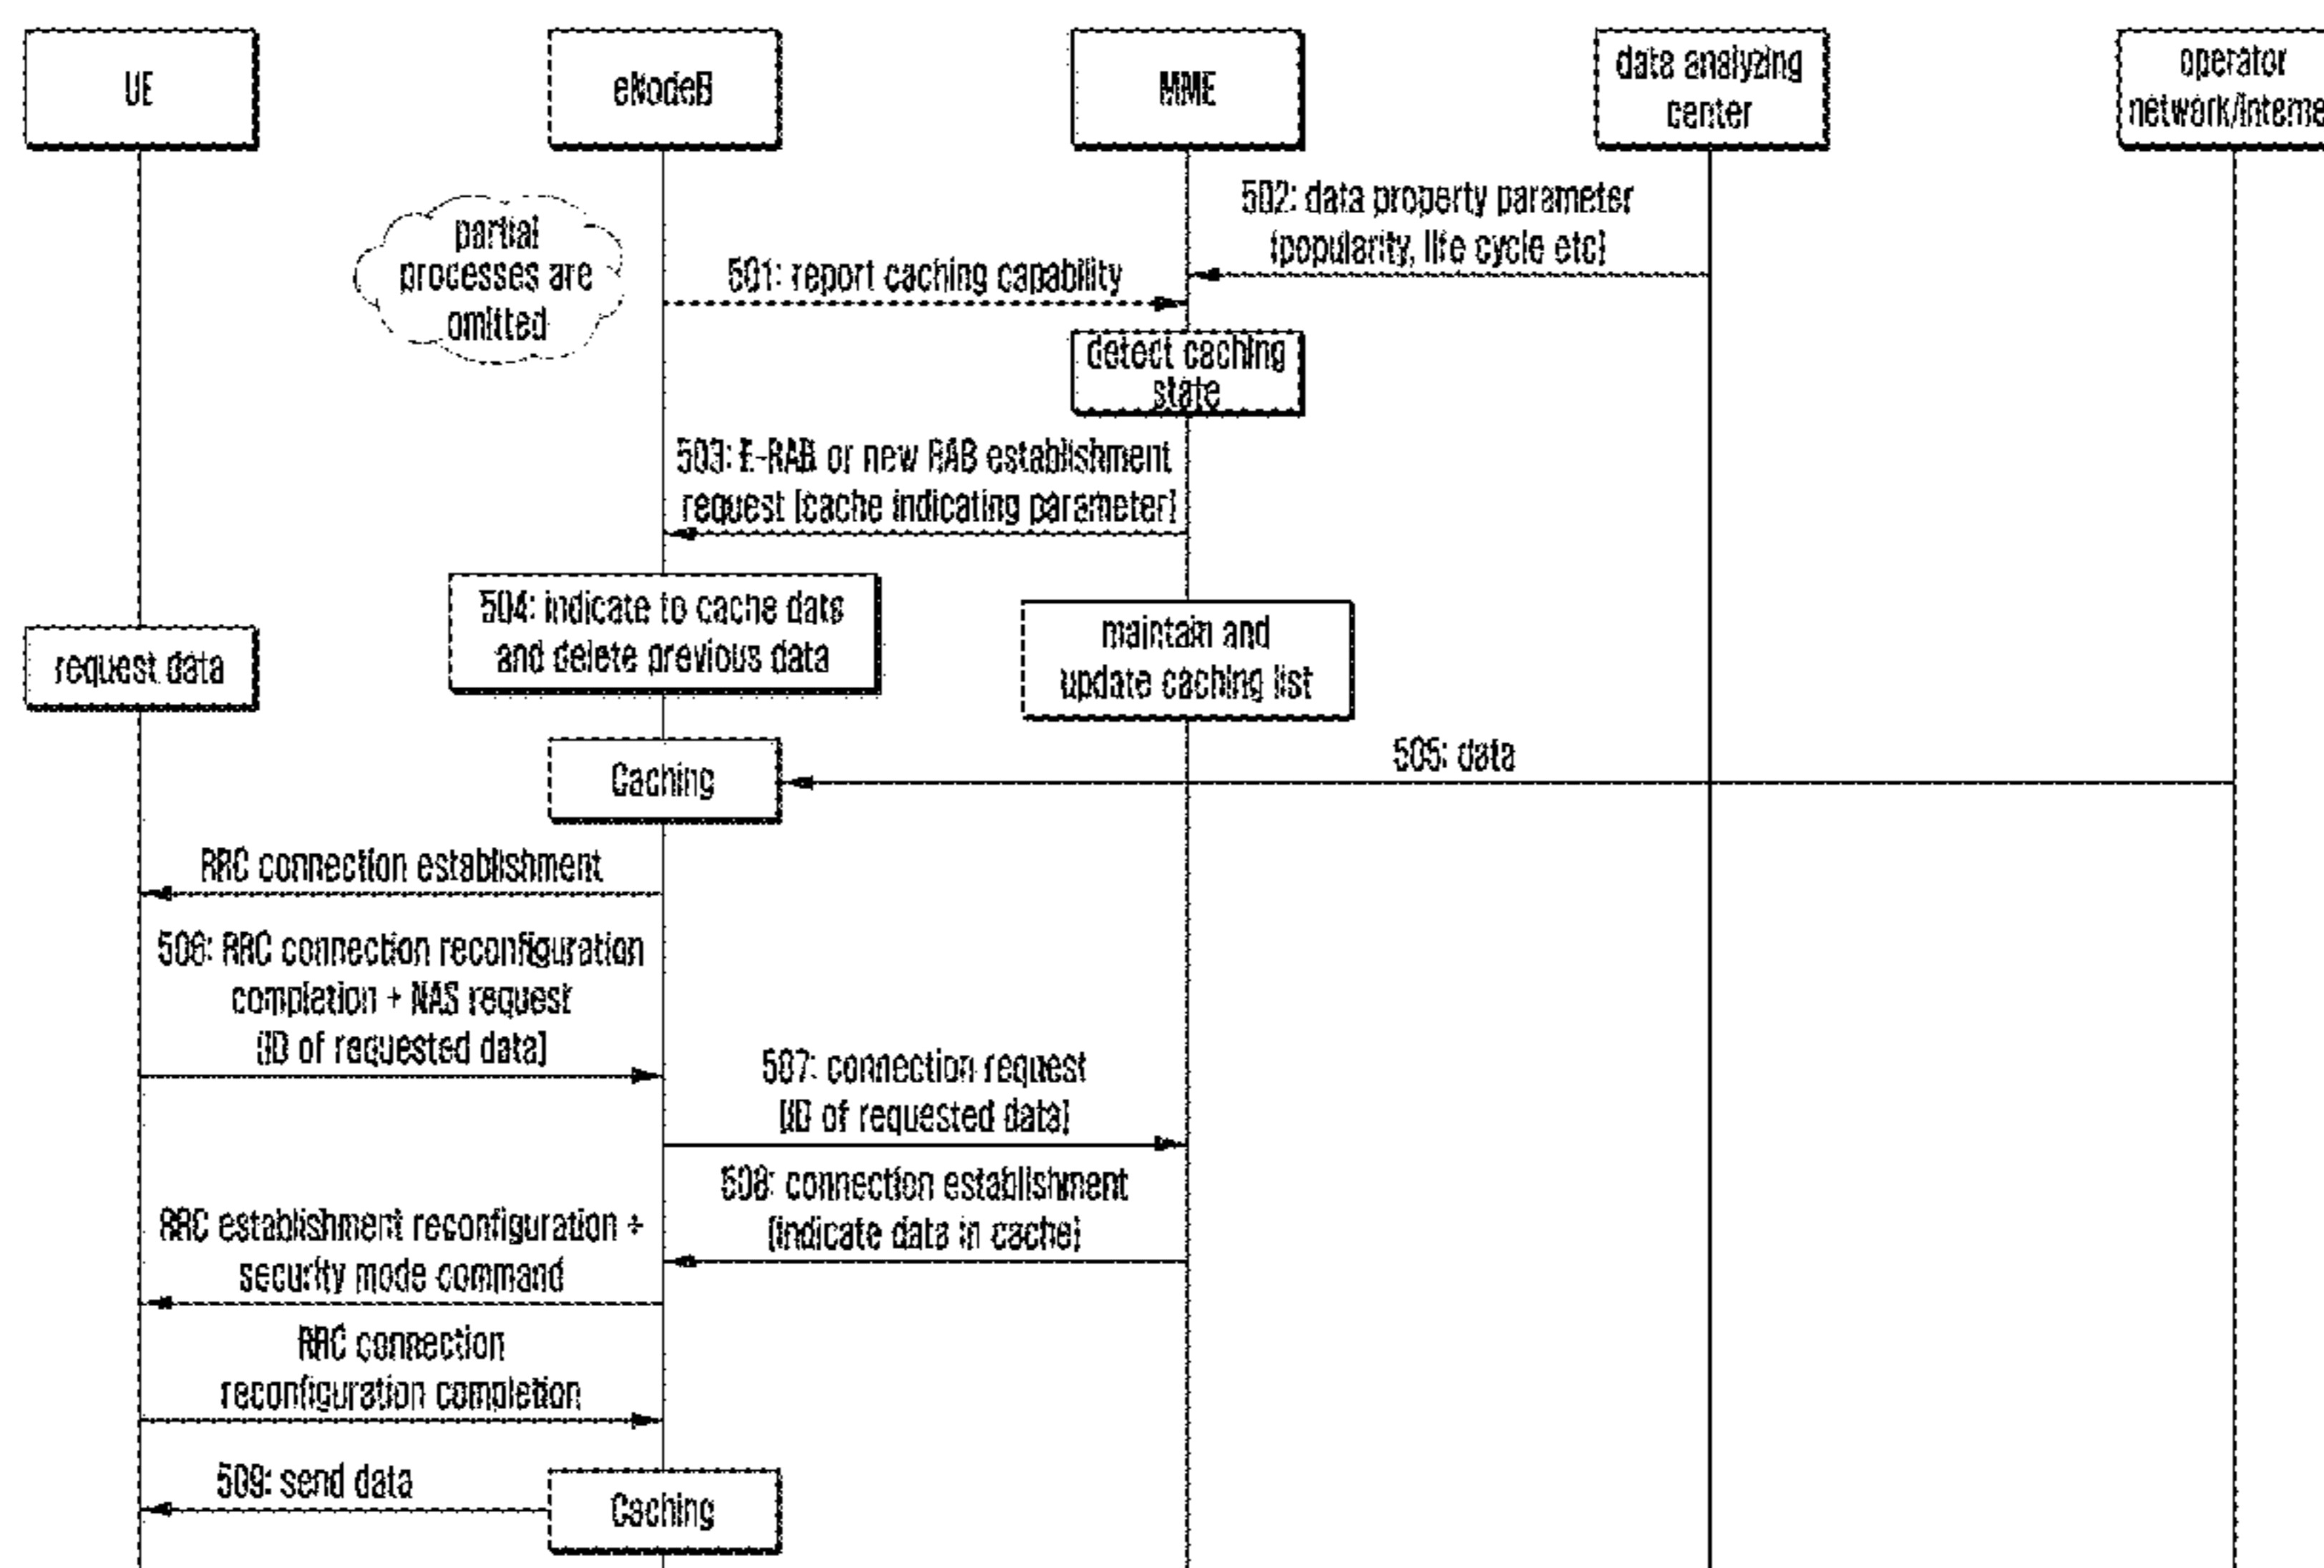 UE
eNodeB
MME
data analyzing
center
operator
network/Interne
502: data property parameter
(popularity, life cycle etc)
partial
processes are
omitted
501: report caching capability
detect caching
state
503: E-RAB or new RAB establishment
request [cache indicating parameter]
504: indicate to cache data
and delete previous data
maintain and
update caching list
request data
505: data
Caching
RRC connection establishment
506: RRC connection reconfiguration
completion + NAS request
[ID of requested data]
507: connection request
[ID of requested data]
508: connection establishment
[indicate data in cache]
RRC establishment reconfiguration +
security mode command
RRC connection
reconfiguration completion
509: send data
Caching